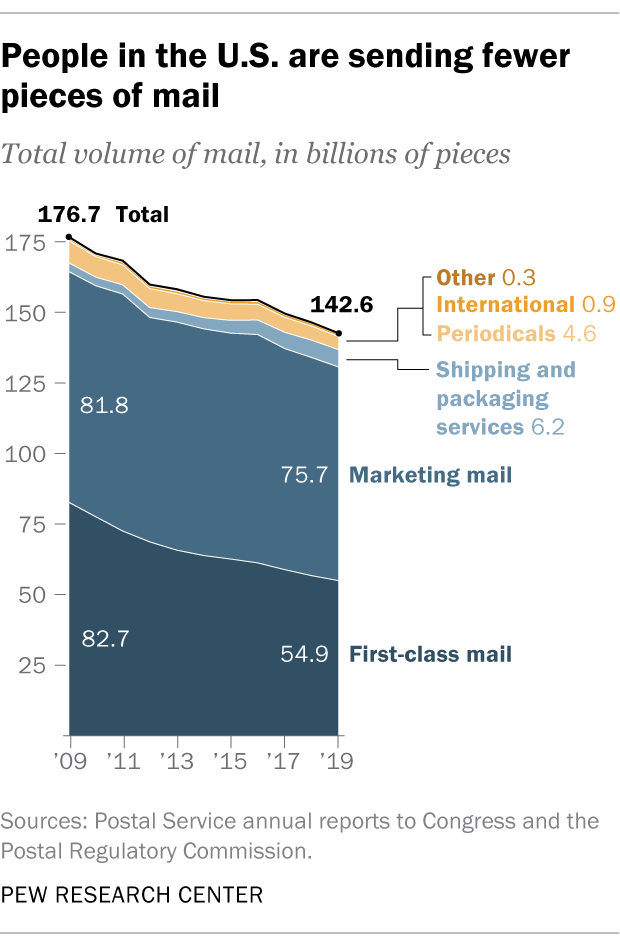 People in the U.S. are sending fewer
pieces of mail
Total volume of mail, in billions of pieces
176.7 Total
175
150
125
100
75
50
25
142.6
Other 0.3
International 0.9
Periodicals 4.6
Shipping and
packaging
services 6.2
81.8
75.7 Marketing mail
82.7
54.9 First-class mail
’09 ’11 ’13 ’15 ’17 ’19
Sources: Postal Service annual reports to Congress and the
Postal Regulatory Commission.
PEW RESEARCH CENTER